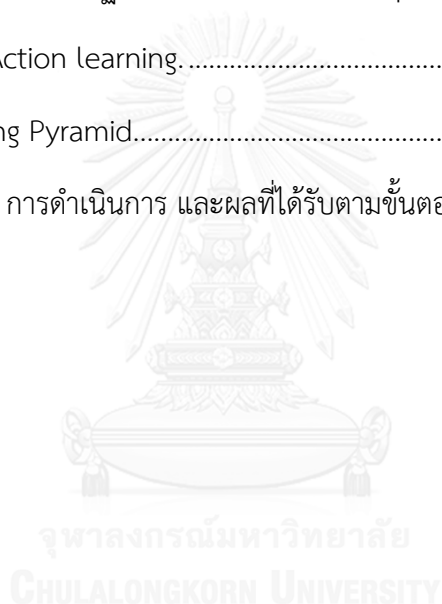 Action learning. ....................................
ng Pyramid...........................................
การดำเนินการ และผลที่ได้รับตามขั้นตอ
จุฬาลงกรณ์มหาวิทยาลัย
CHULALONGKORN UNIVERSITY